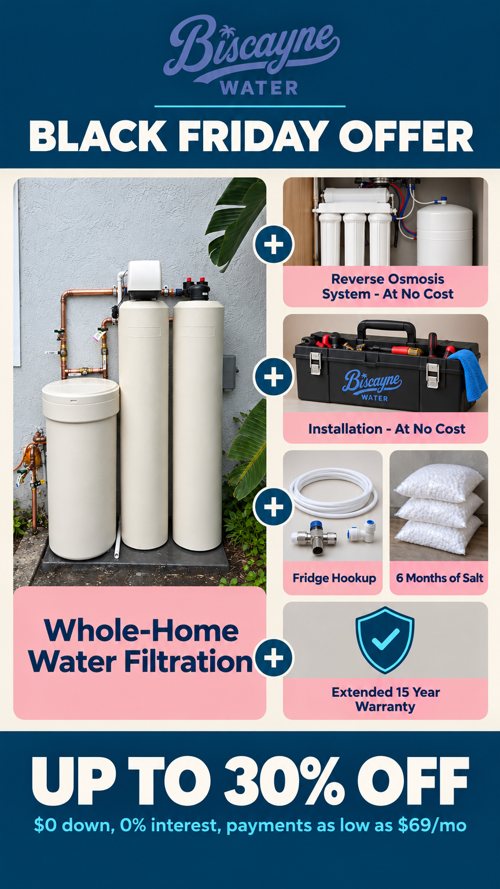 Biscayne
WATER
BLACK FRIDAY OFFER
Reverse Osmosis
System - At No Cost
Biscayne
WATER
Installation - At No Cost
Fridge Hookup
6 Months of Salt
Whole-Home
Water Filtration
Extended 15 Year
Warranty
UP TO 30% OFF
$0 down, 0% interest, payments as low as $69/mo